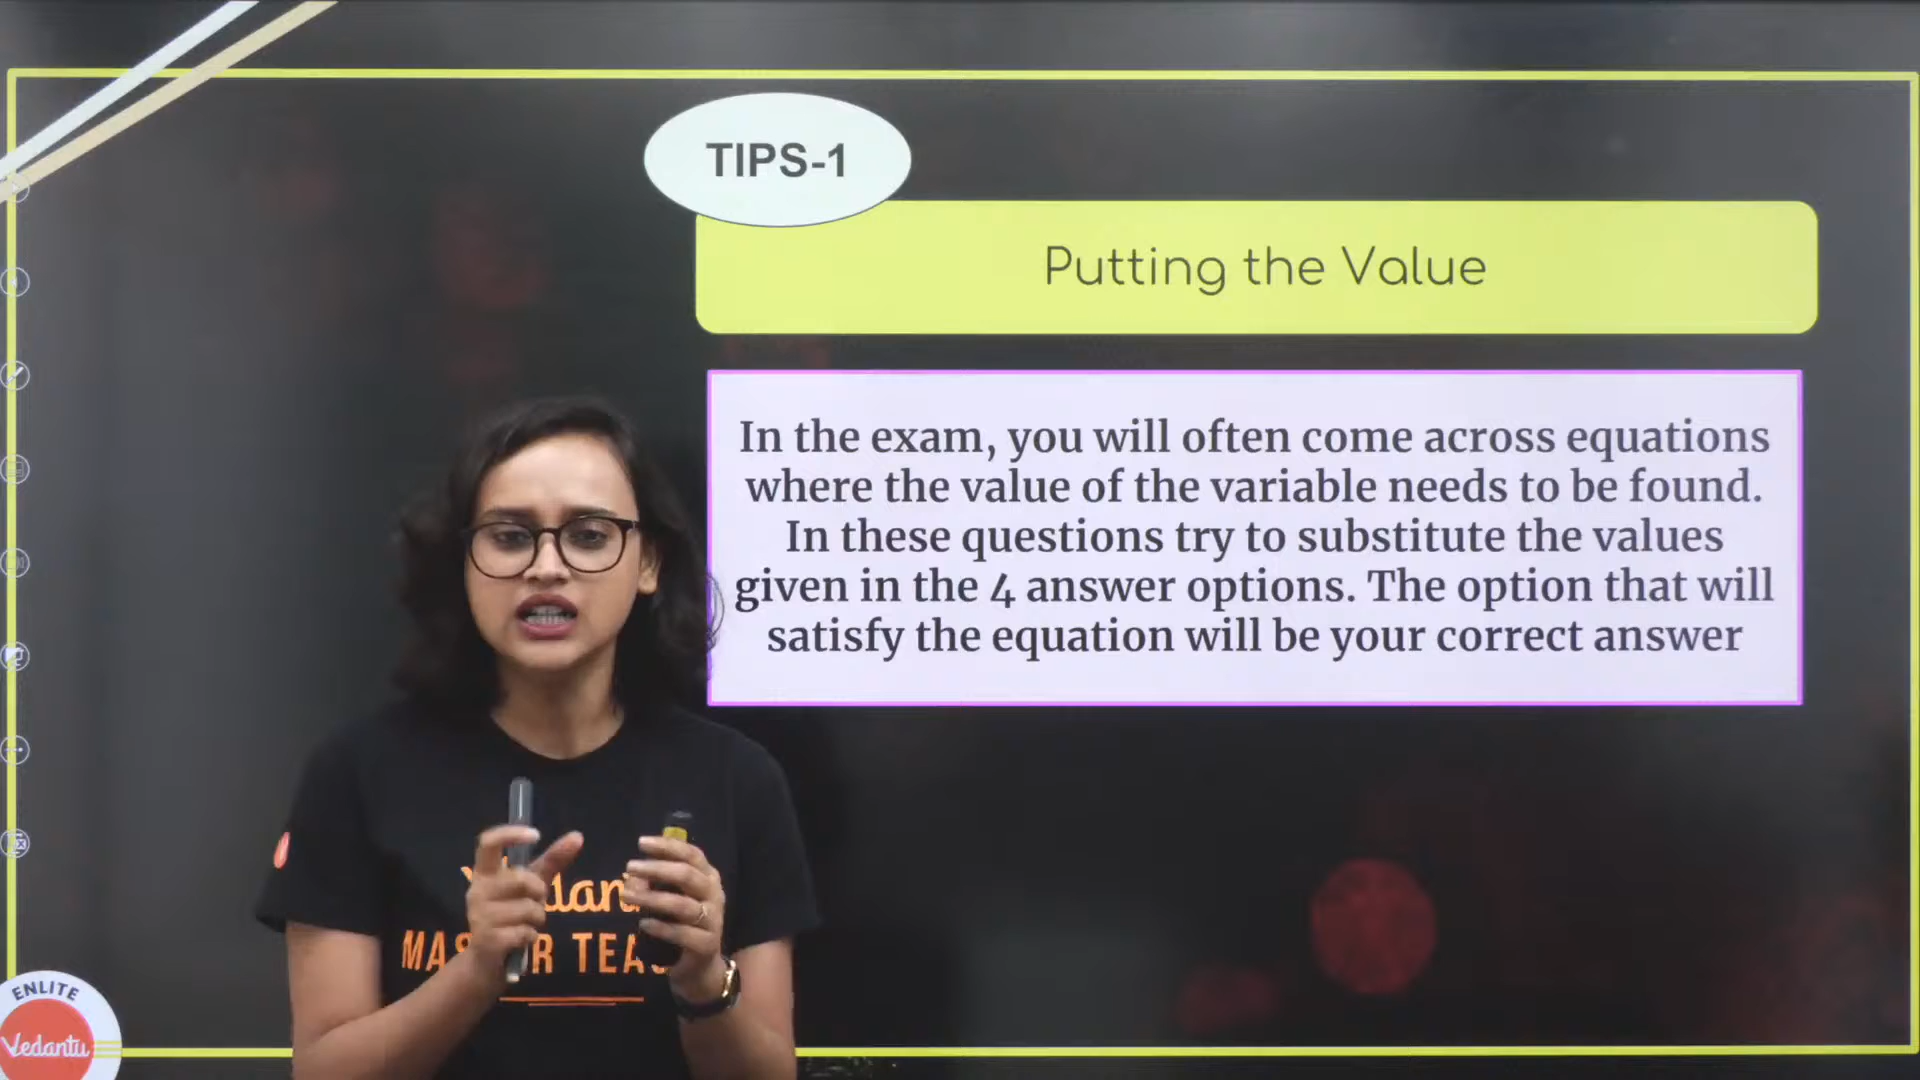 TIPS-1
Putting the Value
In the exam, you will often come across equations
where the value of the variable needs to be found.
In these questions try to substitute the values
given in the 4 answer options. The option that will
satisfy the equation will be your correct answer
MAS R TEA
ENLITE
Vedantu